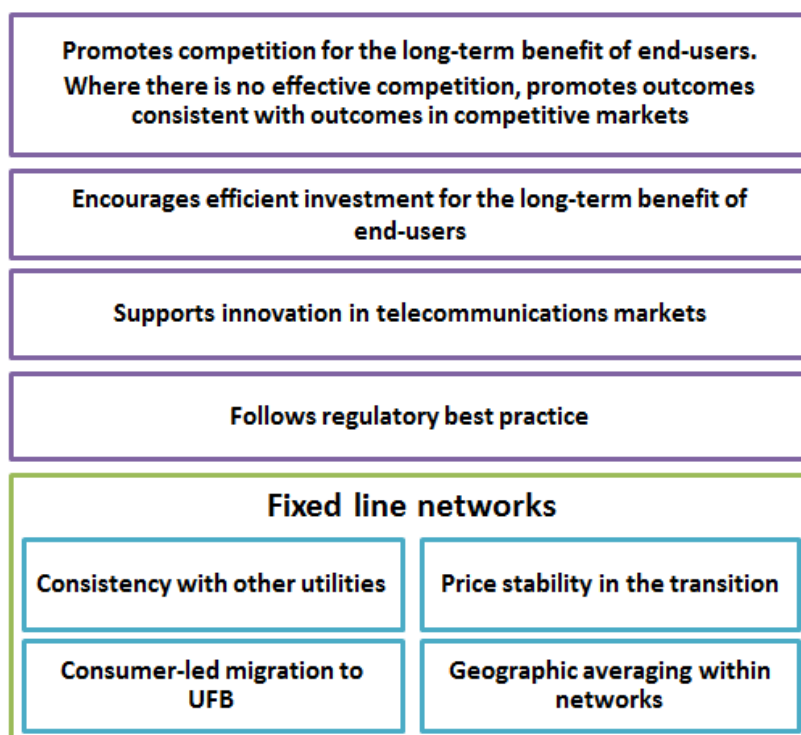 Promotes competition for the long-term benefit of end-users.
Where there is no effective competition, promotes outcomes
consistent with outcomes in competitive markets
Encourages efficient investment for the long-term benefit of
end-users
Supports innovation in telecommunications markets
Follows regulatory best practice
Fixed line networks
Consistency with other utilities
Price stability in the transition
Consumer-led migration to
UFB
Geographic averaging within
networks